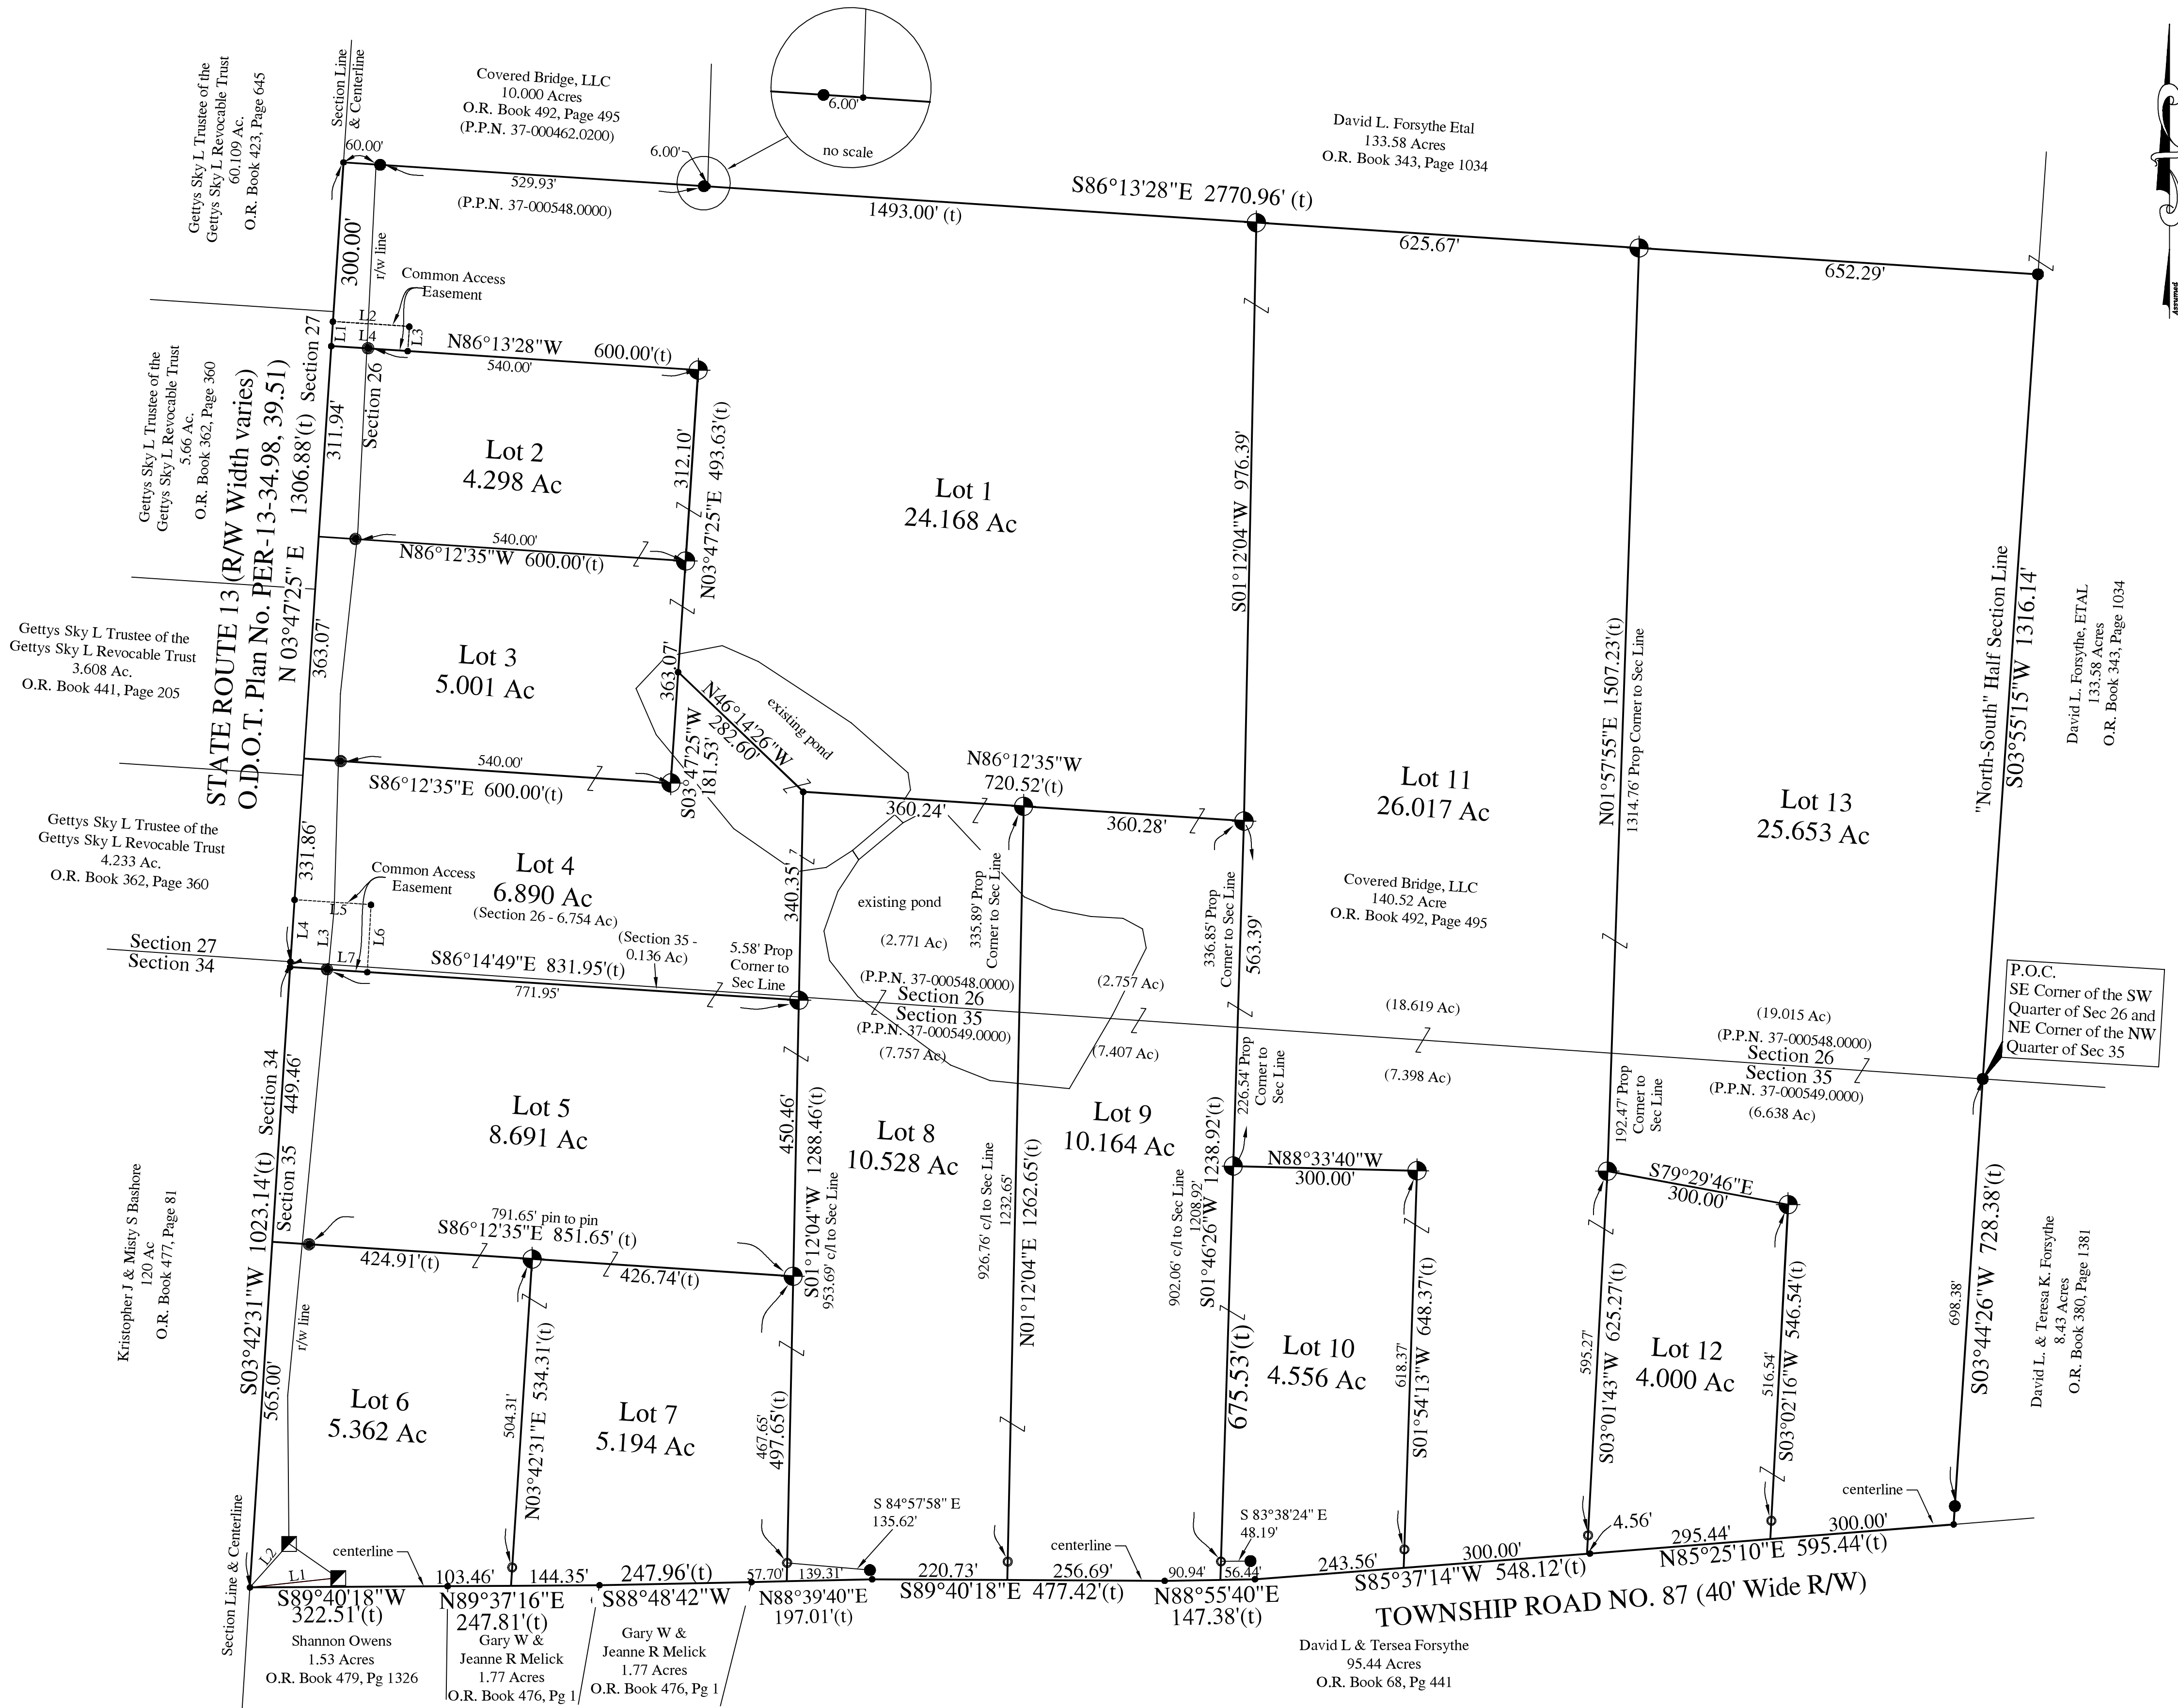 Gettys Sky L Trustee of the
Gettys Sky L Revocable Trust
60.109 Ac.
O.R. Book 423, Page 645
Section Line
& Centerline
Covered Bridge, LLC
10.000 Acres
O.R. Book 492, Page 495
(P.P.N. 37-000462.0200)
6.00'
no scale
David L. Forsythe Etal
133.58 Acres
O.R. Book 343, Page 1034
Assumed
60.00'
6.00'
529.93'
(P.P.N. 37-000548.0000)
S86°13'28"E 2770.96' (t)
1493.00' (t)
625.67'
652.29'
300.00'
r/w line
Common Access
Easement
L1
L2
L4
L3
N86°13'28"W 600.00'(t)
540.00'
Gettys Sky L Trustee of the
Gettys Sky L Revocable Trust
5.66 Ac.
O.R. Book 362, Page 360
STATE ROUTE 13 (R/W Width varies)
O.D.O.T. Plan No. PER-13-34.98, 39.51)
N 03°47'25" E 1306.88'(t) Section 27
311.94'
Section 26
Lot 2
4.298 Ac
312.10'
N03°47'25"E 493.63'(t)
Lot 1
24.168 Ac
S01°12'04"W 976.39'
540.00'
N86°12'35"W 600.00'(t)
Gettys Sky L Trustee of the
Gettys Sky L Revocable Trust
3.608 Ac.
O.R. Book 441, Page 205
363.07'
Lot 3
5.001 Ac
363.07'
S03°47'25"W
181.53'
N46°14'26"W
282.60'
existing pond
540.00'
S86°12'35"E 600.00'(t)
N86°12'35"W
720.52'(t)
360.24'
360.28'
Lot 11
26.017 Ac
N01°57'55"E 1507.23'(t)
1314.76' Prop Corner to Sec Line
Lot 13
25.653 Ac
"North-South" Half Section Line
S03°55'15"W 1316.14'
David L. Forsythe, ETAL
133.58 Acres
O.R. Book 343, Page 1034
Gettys Sky L Trustee of the
Gettys Sky L Revocable Trust
4.233 Ac.
O.R. Book 362, Page 360
331.86'
Lot 4
6.890 Ac
(Section 26 - 6.754 Ac)
Common Access
Easement
L5
L4
L3
L6
L7
340.35'
existing pond
(2.771 Ac)
335.89' Prop
Corner to Sec Line
336.85' Prop
Corner to Sec Line
563.39'
Covered Bridge, LLC
140.52 Acre
O.R. Book 492, Page 495
Section 27
Section 34
(Section 35 -
0.136 Ac)
S86°14'49"E 831.95'(t)
771.95'
5.58' Prop
Corner to
Sec Line
(P.P.N. 37-000548.0000)
Section 26
Section 35
(P.P.N. 37-000549.0000)
(7.757 Ac)
(2.757 Ac)
(7.407 Ac)
(18.619 Ac)
(7.398 Ac)
(19.015 Ac)
(P.P.N. 37-000548.0000)
Section 26
Section 35
(P.P.N. 37-000549.0000)
(6.638 Ac)
P.O.C.
SE Corner of the SW
Quarter of Sec 26 and
NE Corner of the NW
Quarter of Sec 35
S03°42'31"W 1023.14'(t) Section 34
449.46'
Section 35
Lot 5
8.691 Ac
450.46'
S01°12'04"W 1288.46'(t)
953.69' c/l to Sec Line
Lot 8
10.528 Ac
926.76' c/l to Sec Line
1232.65'
N01°12'04"E 1262.65'(t)
Lot 9
10.164 Ac
902.06' c/l to Sec Line
1208.92'
S01°46'26"W 1238.92'(t)
226.54' Prop
Corner to
Sec Line
N88°33'40"W
300.00'
192.47' Prop
Corner to
Sec Line
S79°29'46"E
300.00'
Kristopher J & Misty S Bashore
120 Ac
O.R. Book 477, Page 81
791.65' pin to pin
S86°12'35"E 851.65' (t)
424.91'(t)
426.74'(t)
r/w line
565.00'
Lot 6
5.362 Ac
504.31'
N03°42'31"E 534.31'(t)
Lot 7
5.194 Ac
467.65'
497.65'(t)
675.53'(t)
Lot 10
4.556 Ac
618.37'
S01°54'13"W 648.37'(t)
595.27'
S03°01'43"W 625.27'(t)
Lot 12
4.000 Ac
516.54'
S03°02'16"W 546.54'(t)
698.38'
S03°44'26"W 728.38'(t)
David L. & Teresa K. Forsythe
8.43 Acres
O.R. Book 380, Page 1381
Section Line & Centerline
L2
L1
centerline
S89°40'18"W
322.51'(t)
103.46'
144.35'
N89°37'16"E
247.81'(t)
247.96'(t)
S88°48'42"W
57.70'
139.31'
N88°39'40"E
197.01'(t)
S 84°57'58" E
135.62'
220.73'
256.69'
centerline
S89°40'18"E 477.42'(t)
90.94'
56.44'
N88°55'40"E
147.38'(t)
S 83°38'24" E
48.19'
243.56'
300.00'
S85°37'14"W 548.12'(t)
4.56'
295.44'
300.00'
N85°25'10"E 595.44'(t)
centerline
TOWNSHIP ROAD NO. 87 (40' Wide R/W)
Shannon Owens
1.53 Acres
O.R. Book 479, Pg 1326
Gary W &
Jeanne R Melick
1.77 Acres
O.R. Book 476, Pg 1
Gary W &
Jeanne R Melick
1.77 Acres
O.R. Book 476, Pg 1
David L & Tersea Forsythe
95.44 Acres
O.R. Book 68, Pg 441